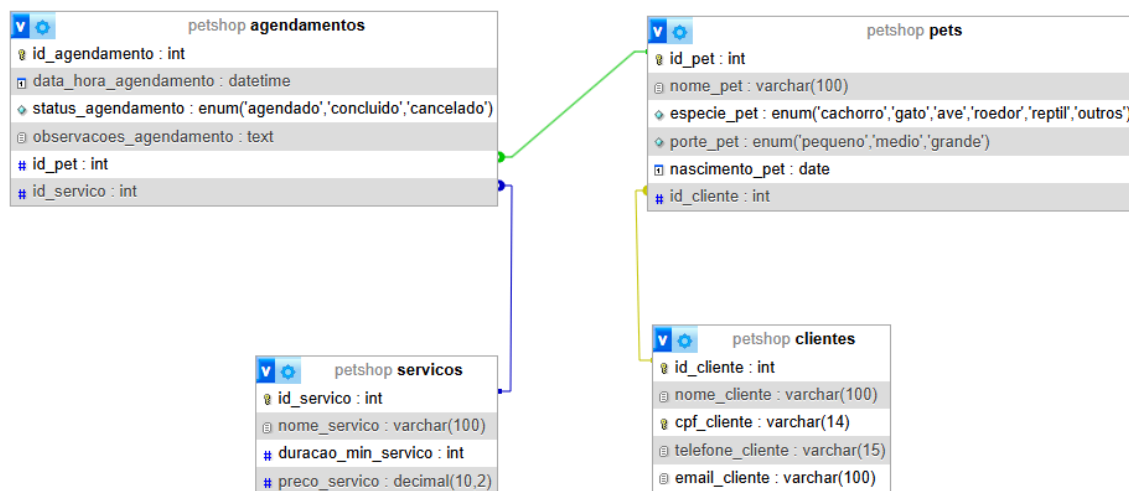 petshop agendamentos
id_agendamento : int
data_hora_agendamento : datetime
status_agendamento : enum('agendado','concluido','cancelado')
observacoes_agendamento : text
id_pet : int
id_servico : int
petshop pets
id_pet : int
nome_pet : varchar(100)
especie_pet : enum('cachorro','gato','ave','roedor','reptil','outros')
porte_pet : enum('pequeno','medio','grande')
nascimento_pet : date
id_cliente : int
petshop servicos
id_servico : int
nome_servico : varchar(100)
duracao_min_servico : int
preco_servico : decimal(10,2)
petshop clientes
id_cliente : int
nome_cliente : varchar(100)
cpf_cliente : varchar(14)
telefone_cliente : varchar(15)
email_cliente : varchar(100)